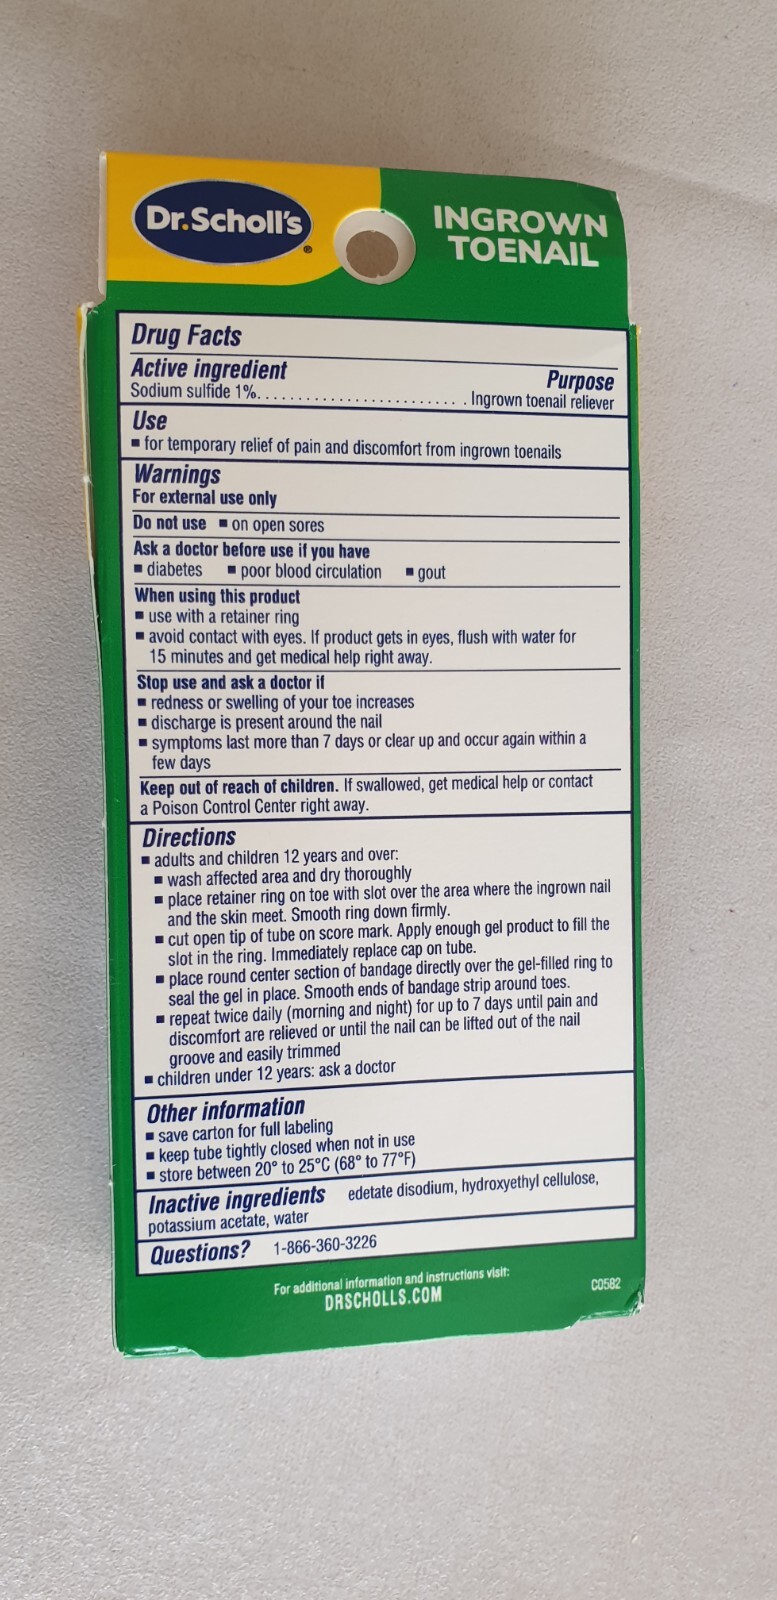 Dr.Scholl's®
INGROWN
TOENAIL
Drug Facts
Active ingredient Purpose
Sodium sulfide 1%.......................... Ingrown toenail reliever
Use
▪ for temporary relief of pain and discomfort from ingrown toenails
Warnings
For external use only
Do not use ▪ on open sores
Ask a doctor before use if you have
▪ diabetes ▪ poor blood circulation ▪ gout
When using this product
▪ use with a retainer ring
▪ avoid contact with eyes. If product gets in eyes, flush with water for
15 minutes and get medical help right away.
Stop use and ask a doctor if
▪ redness or swelling of your toe increases
▪ discharge is present around the nail
▪ symptoms last more than 7 days or clear up and occur again within a
few days
Keep out of reach of children. If swallowed, get medical help or contact
a Poison Control Center right away.
Directions
▪ adults and children 12 years and over:
▪ wash affected area and dry thoroughly
▪ place retainer ring on toe with slot over the area where the ingrown nail
and the skin meet. Smooth ring down firmly.
▪ cut open tip of tube on score mark. Apply enough gel product to fill the
slot in the ring. Immediately replace cap on tube.
▪ place round center section of bandage directly over the gel-filled ring to
seal the gel in place. Smooth ends of bandage strip around toes.
▪ repeat twice daily (morning and night) for up to 7 days until pain and
discomfort are relieved or until the nail can be lifted out of the nail
groove and easily trimmed
▪ children under 12 years: ask a doctor
Other information
▪ save carton for full labeling
▪ keep tube tightly closed when not in use
▪ store between 20° to 25°C (68° to 77°F)
Inactive ingredients edetate disodium, hydroxyethyl cellulose,
potassium acetate, water
Questions? 1-866-360-3226
For additional information and instructions visit:
DRSCHOLLS.COM
C0582